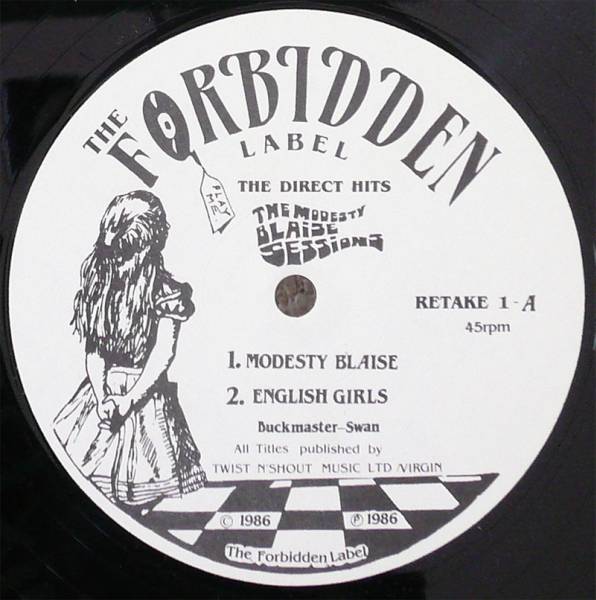 THE
FORBIDDEN
LABEL
PLAY
ME.
THE DIRECT HITS
THE MODESTY
BLAISE
SESSIONS
RETAKE 1-A
45rpm
1. MODESTY BLAISE
2. ENGLISH GIRLS
Buckmaster-Swan
All Titles published by
TWIST N'SHOUT MUSIC LTD /VIRGIN
© 1986 ℗ 1986
The Forbidden Label